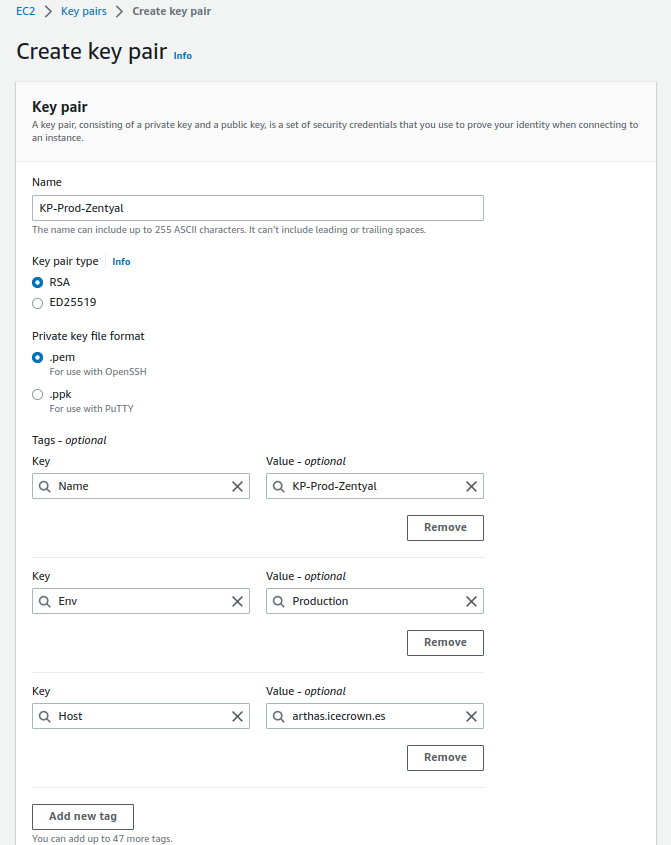 EC2 > Key pairs > Create key pair
Create key pair Info
Key pair
A key pair, consisting of a private key and a public key, is a set of security credentials that you use to prove your identity when connecting to
an instance.
Name
KP-Prod-Zentyal
The name can include up to 255 ASCII characters. It can't include leading or trailing spaces.
Key pair type Info
RSA
ED25519
Private key file format
.pem
For use with OpenSSH
.ppk
For use with PuTTY
Tags - optional
Key Value - optional
Name KP-Prod-Zentyal
Remove
Key Value - optional
Env Production
Remove
Key Value - optional
Host arthas.icecrown.es
Remove
Add new tag
You can add up to 47 more tags.